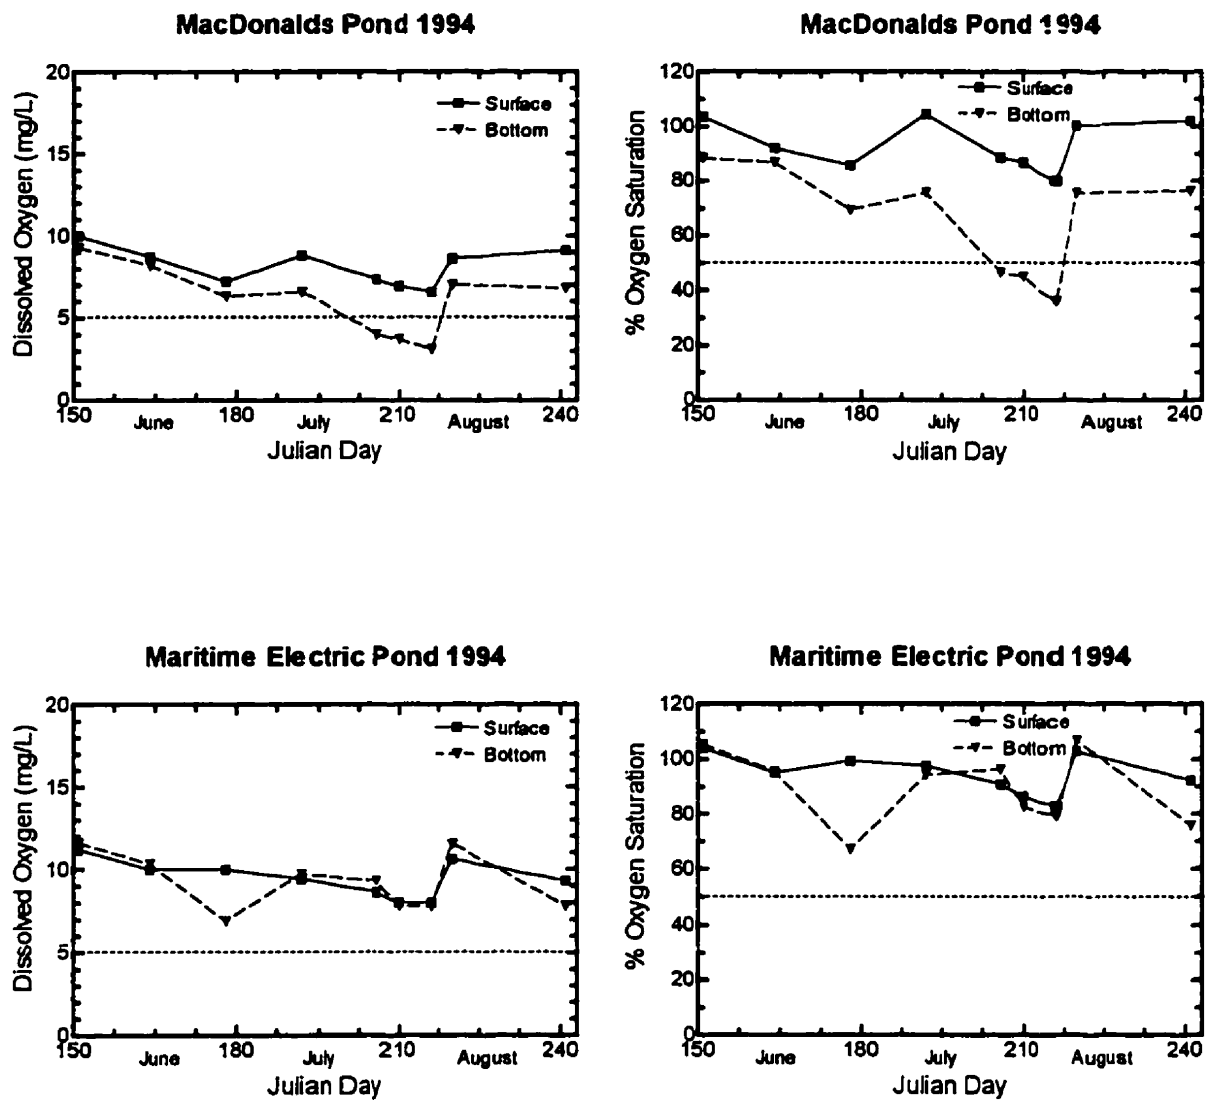 MacDonalds Pond 1994
Dissolved Oxygen (mg/L)
20
15
10
5
0
Surface
Bottom
150
180
210
240
June
July
August
Julian Day
MacDonalds Pond 1994
% Oxygen Saturation
120
100
80
60
40
20
0
Surface
Bottom
150
180
210
240
June
July
August
Julian Day
Maritime Electric Pond 1994
Dissolved Oxygen (mg/L)
20
15
10
5
0
Surface
Bottom
150
180
210
240
June
July
August
Julian Day
Maritime Electric Pond 1994
% Oxygen Saturation
120
100
80
60
40
20
0
Surface
Bottom
150
180
210
240
June
July
August
Julian Day